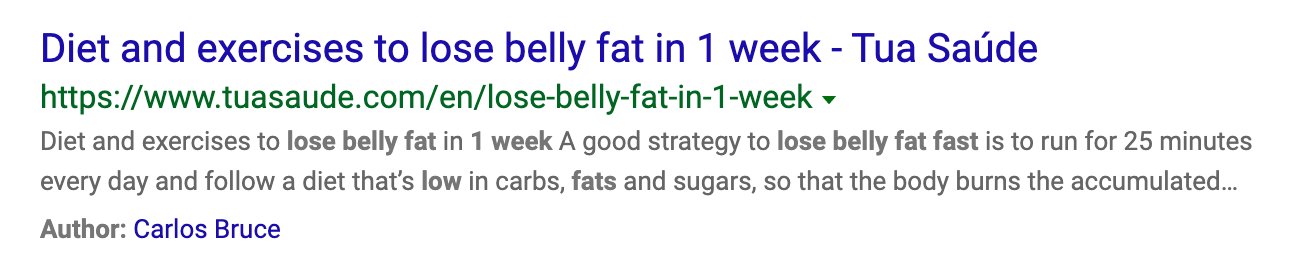 Diet and exercises to lose belly fat in 1 week - Tua Saúde
https://www.tuasaude.com/en/lose-belly-fat-in-1-week
Diet and exercises to lose belly fat in 1 week A good strategy to lose belly fat fast is to run for 25 minutes
every day and follow a diet that’s low in carbs, fats and sugars, so that the body burns the accumulated...
Author: Carlos Bruce